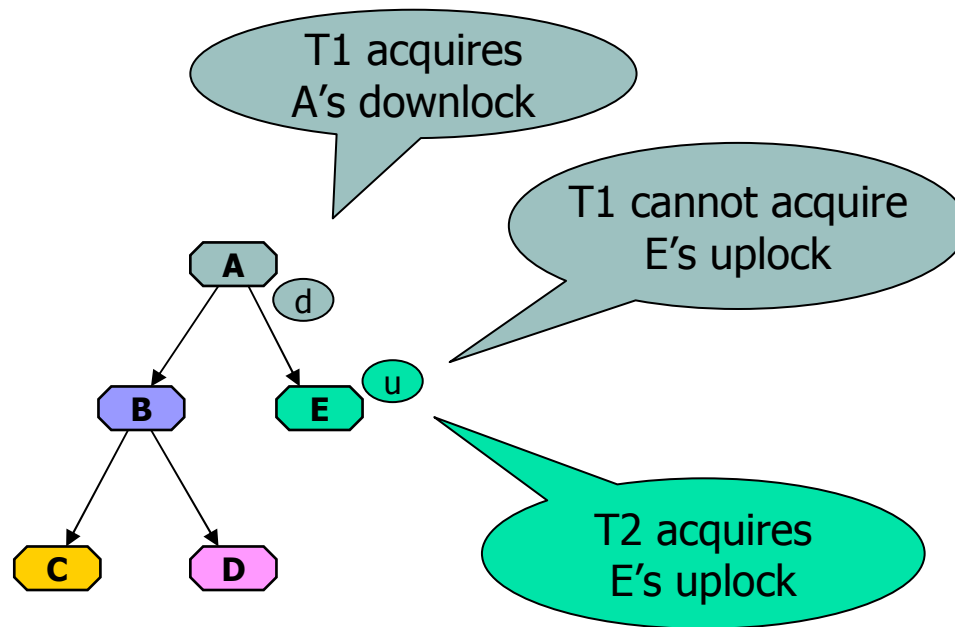 T1 acquires
A's downlock
T1 cannot acquire
E's uplock
A
d
u
B
E
T2 acquires
E's uplock
C
D